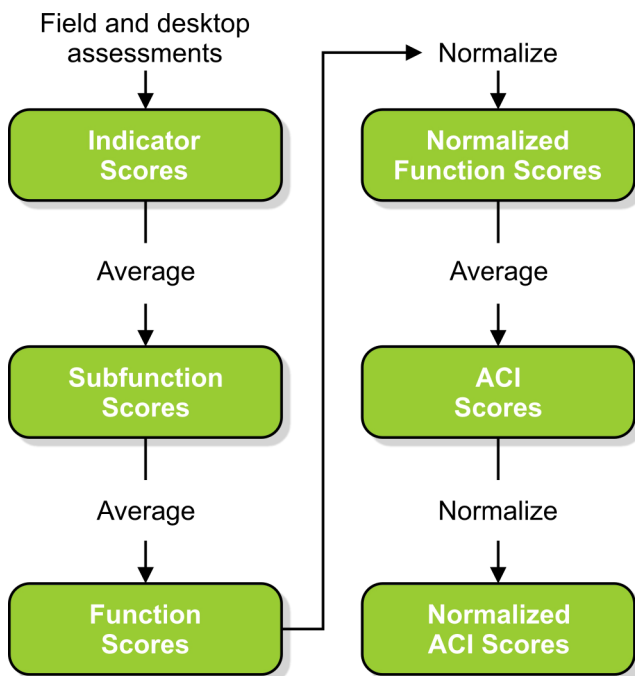 Field and desktop
assessments
Indicator
Scores
Average
Subfunction
Scores
Average
Function
Scores
Normalize
Normalized
Function Scores
Average
ACI
Scores
Normalize
Normalized
ACI Scores